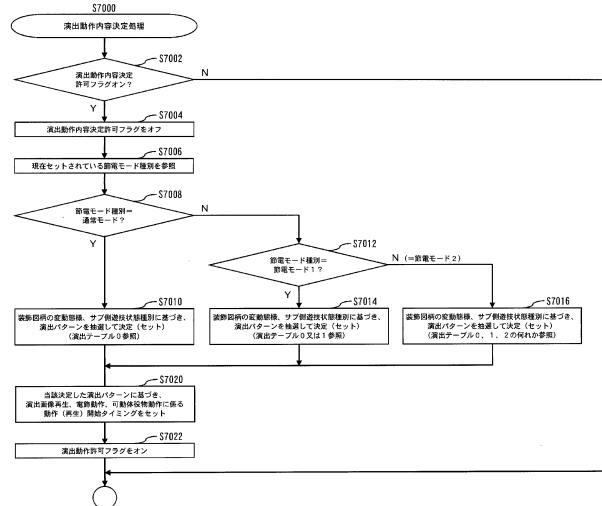 S7000
演出動作内容決定処理
S7002
演出動作内容決定
許可フラグオン？
N
Y
S7004
演出動作内容決定許可フラグをオフ
S7006
現在セットされている節電モード種別を参照
S7008
節電モード種別＝
通常モード？
N
Y
S7012
節電モード種別＝
節電モード１？
N（＝節電モード２）
Y
S7010
装飾図柄の変動態様、サブ側遊技状態種別に基づき、
演出パターンを抽選して決定（セット）
（演出テーブル０参照）
S7014
装飾図柄の変動態様、サブ側遊技状態種別に基づき、
演出パターンを抽選して決定（セット）
（演出テーブル０又は１参照）
S7016
装飾図柄の変動態様、サブ側遊技状態種別に基づき、
演出パターンを抽選して決定（セット）
（演出テーブル０、１、２の何れか参照）
S7020
当該決定した演出パターンに基づき、
演出画像再生、電飾動作、可動体役物動作に係る
動作（再生）開始タイミングをセット
S7022
演出動作許可フラグをオン